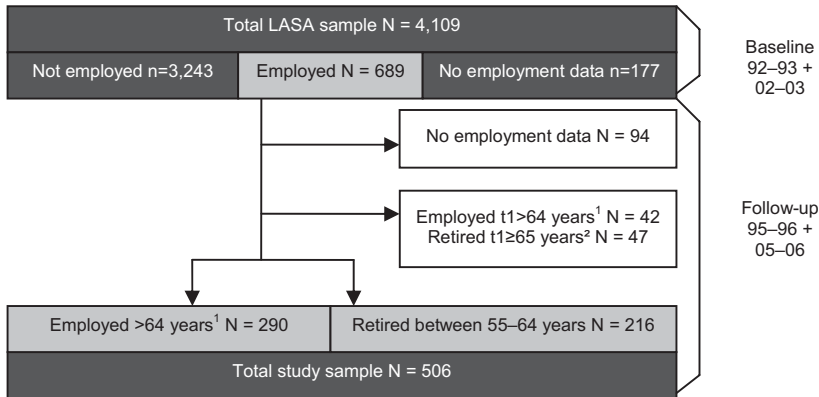 Total LASA sample N = 4,109
Not employed n=3,243
Employed N = 689
No employment data n=177
Baseline
92–93 +
02–03
No employment data N = 94
Employed t1>64 years¹ N = 42
Retired t1≥65 years² N = 47
Follow-up
95–96 +
05–06
Employed >64 years¹ N = 290
Retired between 55–64 years N = 216
Total study sample N = 506